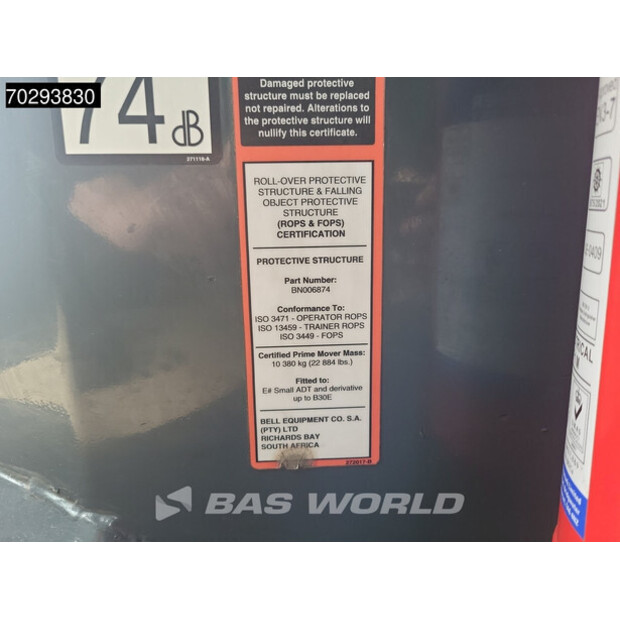 70293830
74 dB
271116-A
Damaged protective
structure must be replaced
not repaired. Alterations to
the protective structure will
nullify this certificate.
ROLL-OVER PROTECTIVE
STRUCTURE & FALLING
OBJECT PROTECTIVE
STRUCTURE
(ROPS & FOPS)
CERTIFICATION
PROTECTIVE STRUCTURE
Part Number:
BN006874
Conformance To:
ISO 3471 - OPERATOR ROPS
ISO 13459 - TRAINER ROPS
ISO 3449 - FOPS
Certified Prime Mover Mass:
10 380 kg (22 884 lbs.)
Fitted to:
E# Small ADT and derivative
up to B30E
BELL EQUIPMENT CO. S.A.
(PTY) LTD
RICHARDS BAY
SOUTH AFRICA
272817-B
BAS WORLD